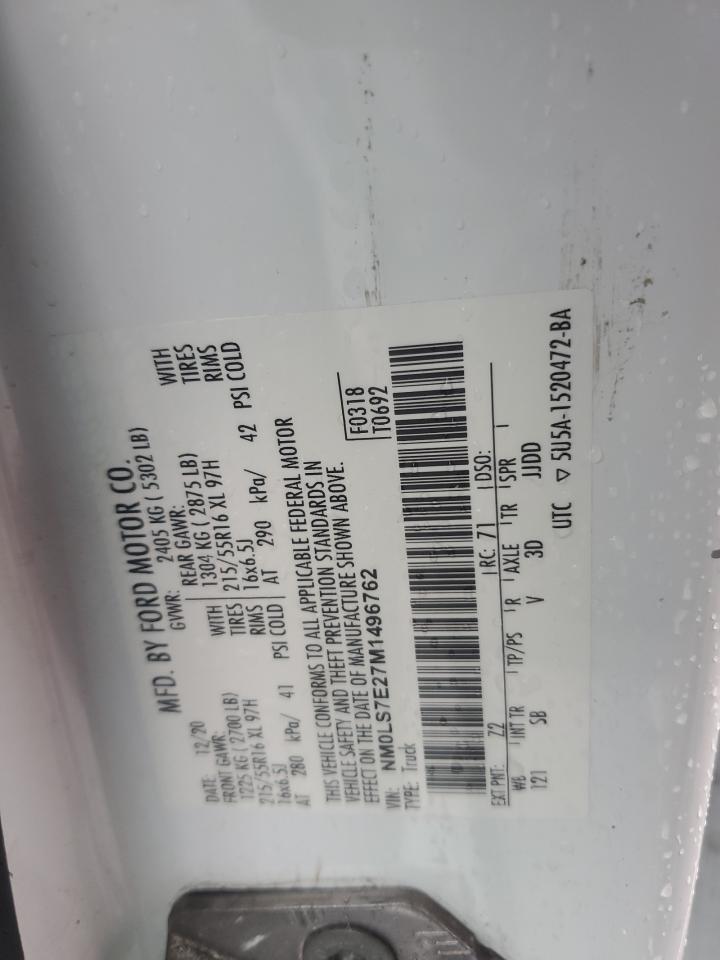 MFD. BY FORD MOTOR CO.
DATE: 12/20 GVWR: 2405 KG ( 5302 LB)
FRONT GAWR: REAR GAWR:
1225 KG ( 2700 LB) WITH 1304 KG ( 2875 LB) WITH
215/55R16 XL 97H TIRES 215/55R16 XL 97H TIRES
16x6.5J RIMS 16x6.5J RIMS
AT 280 kPa/ 41 PSI COLD AT 290 kPa/ 42 PSI COLD
THIS VEHICLE CONFORMS TO ALL APPLICABLE FEDERAL MOTOR
VEHICLE SAFETY AND THEFT PREVENTION STANDARDS IN
EFFECT ON THE DATE OF MANUFACTURE SHOWN ABOVE.
F0318
T0692
VIN: NM0LS7E27M1496762
TYPE: Truck
EXT PNT: Z2 RC: 71 DSO:
WB INT TR TP/PS R AXLE TR SPR
121 SB V 3D JJDD
UTC ▽ 5U5A-1520472-BA